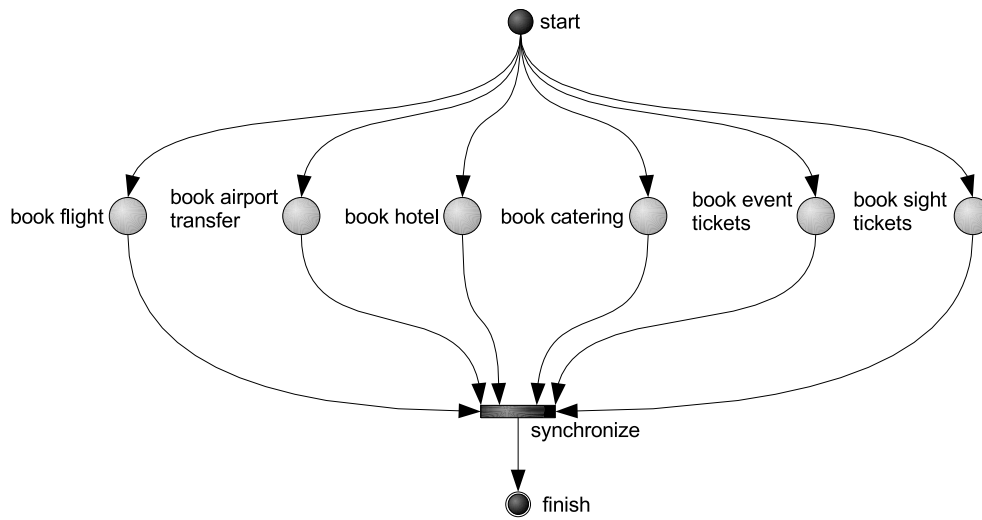 start
book flight
book airport
transfer
book hotel
book catering
book event
tickets
book sight
tickets
synchronize
finish